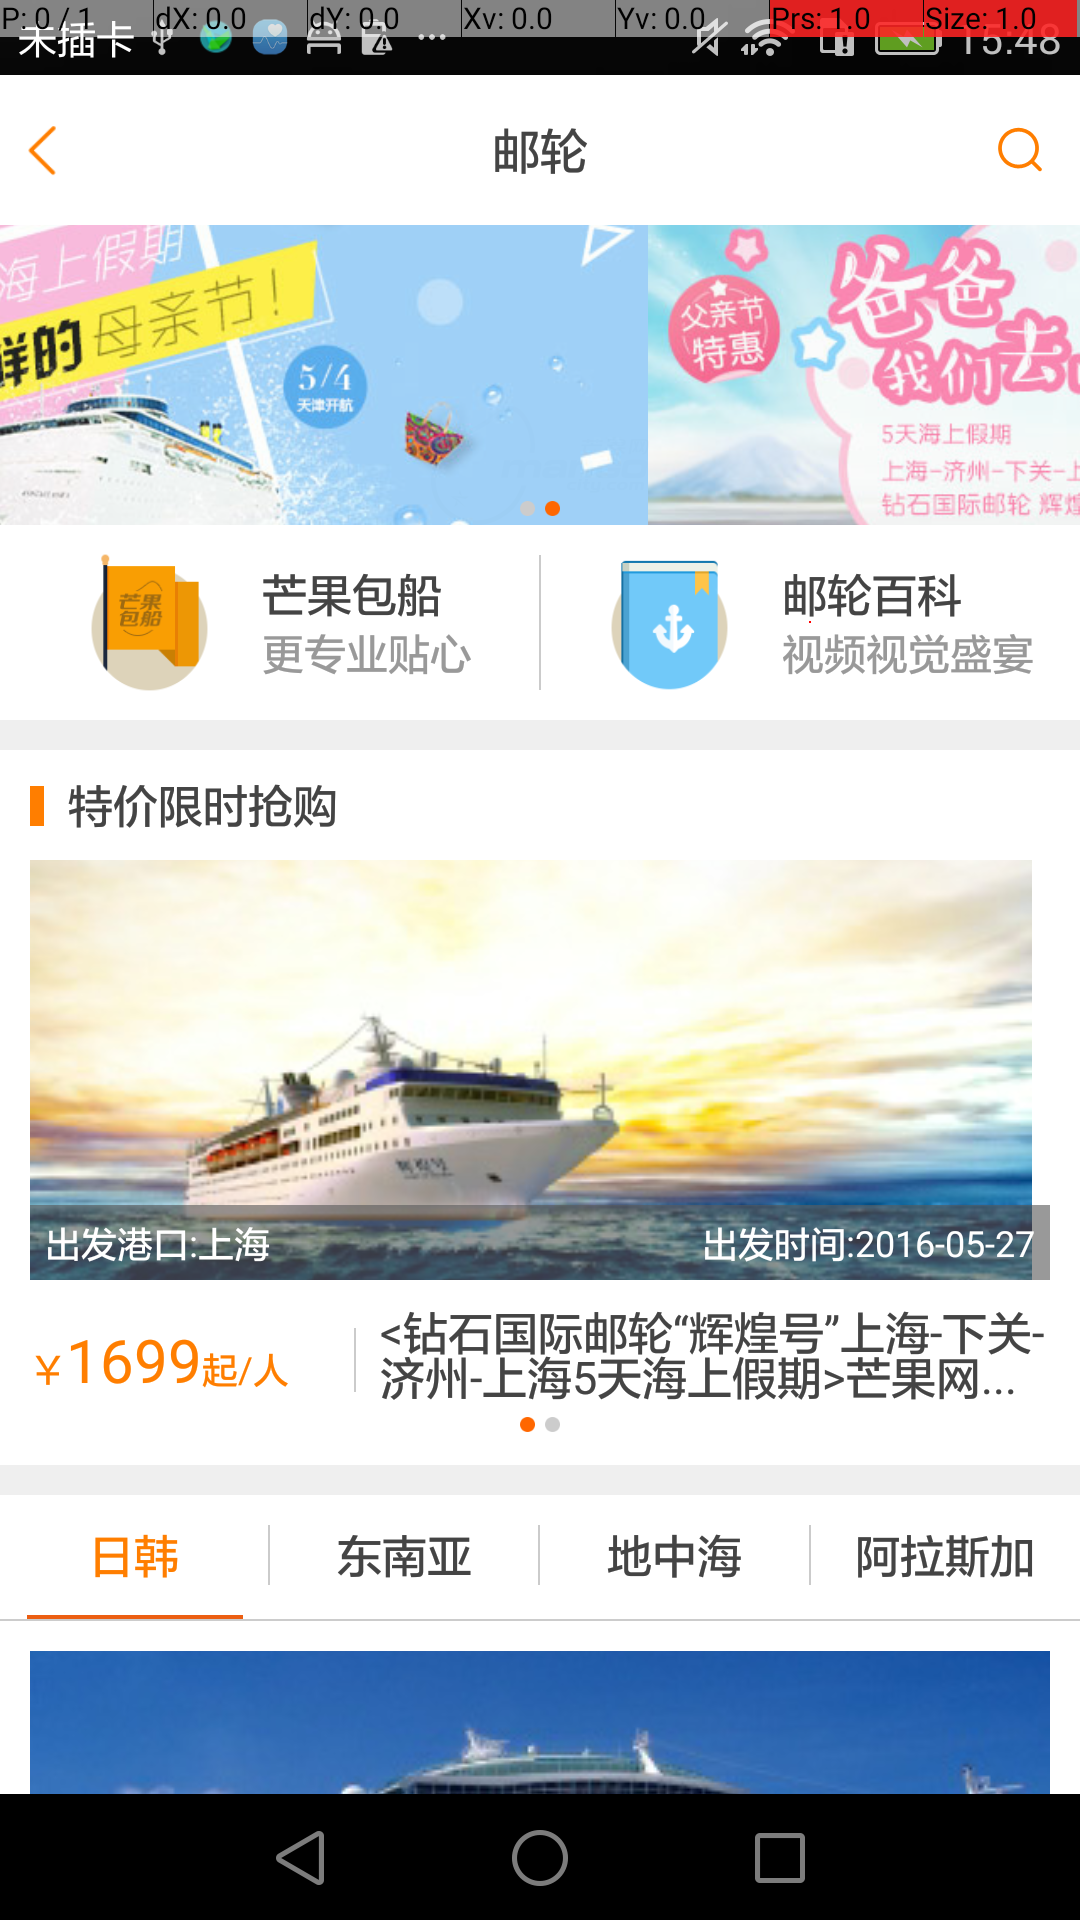 P: 0 / 1 dX: 0.0 dY: 0.0 Xv: 0.0 Yv: 0.0 Prs: 1.0 Size: 1.0
未插卡 15:48
邮轮
海上假期
样的母亲节!
5/4
天津开航
父亲节
特惠
爸爸
我们去
5天海上假期
上海-济州-下关-上
钻石国际邮轮 辉煌
芒果包船
更专业贴心
芒果
包船
邮轮百科
视频视觉盛宴
特价限时抢购
出发港口:上海 出发时间:2016-05-27
¥1699起/人
<钻石国际邮轮“辉煌号”上海-下关-
济州-上海5天海上假期>芒果网...
日韩 东南亚 地中海 阿拉斯加